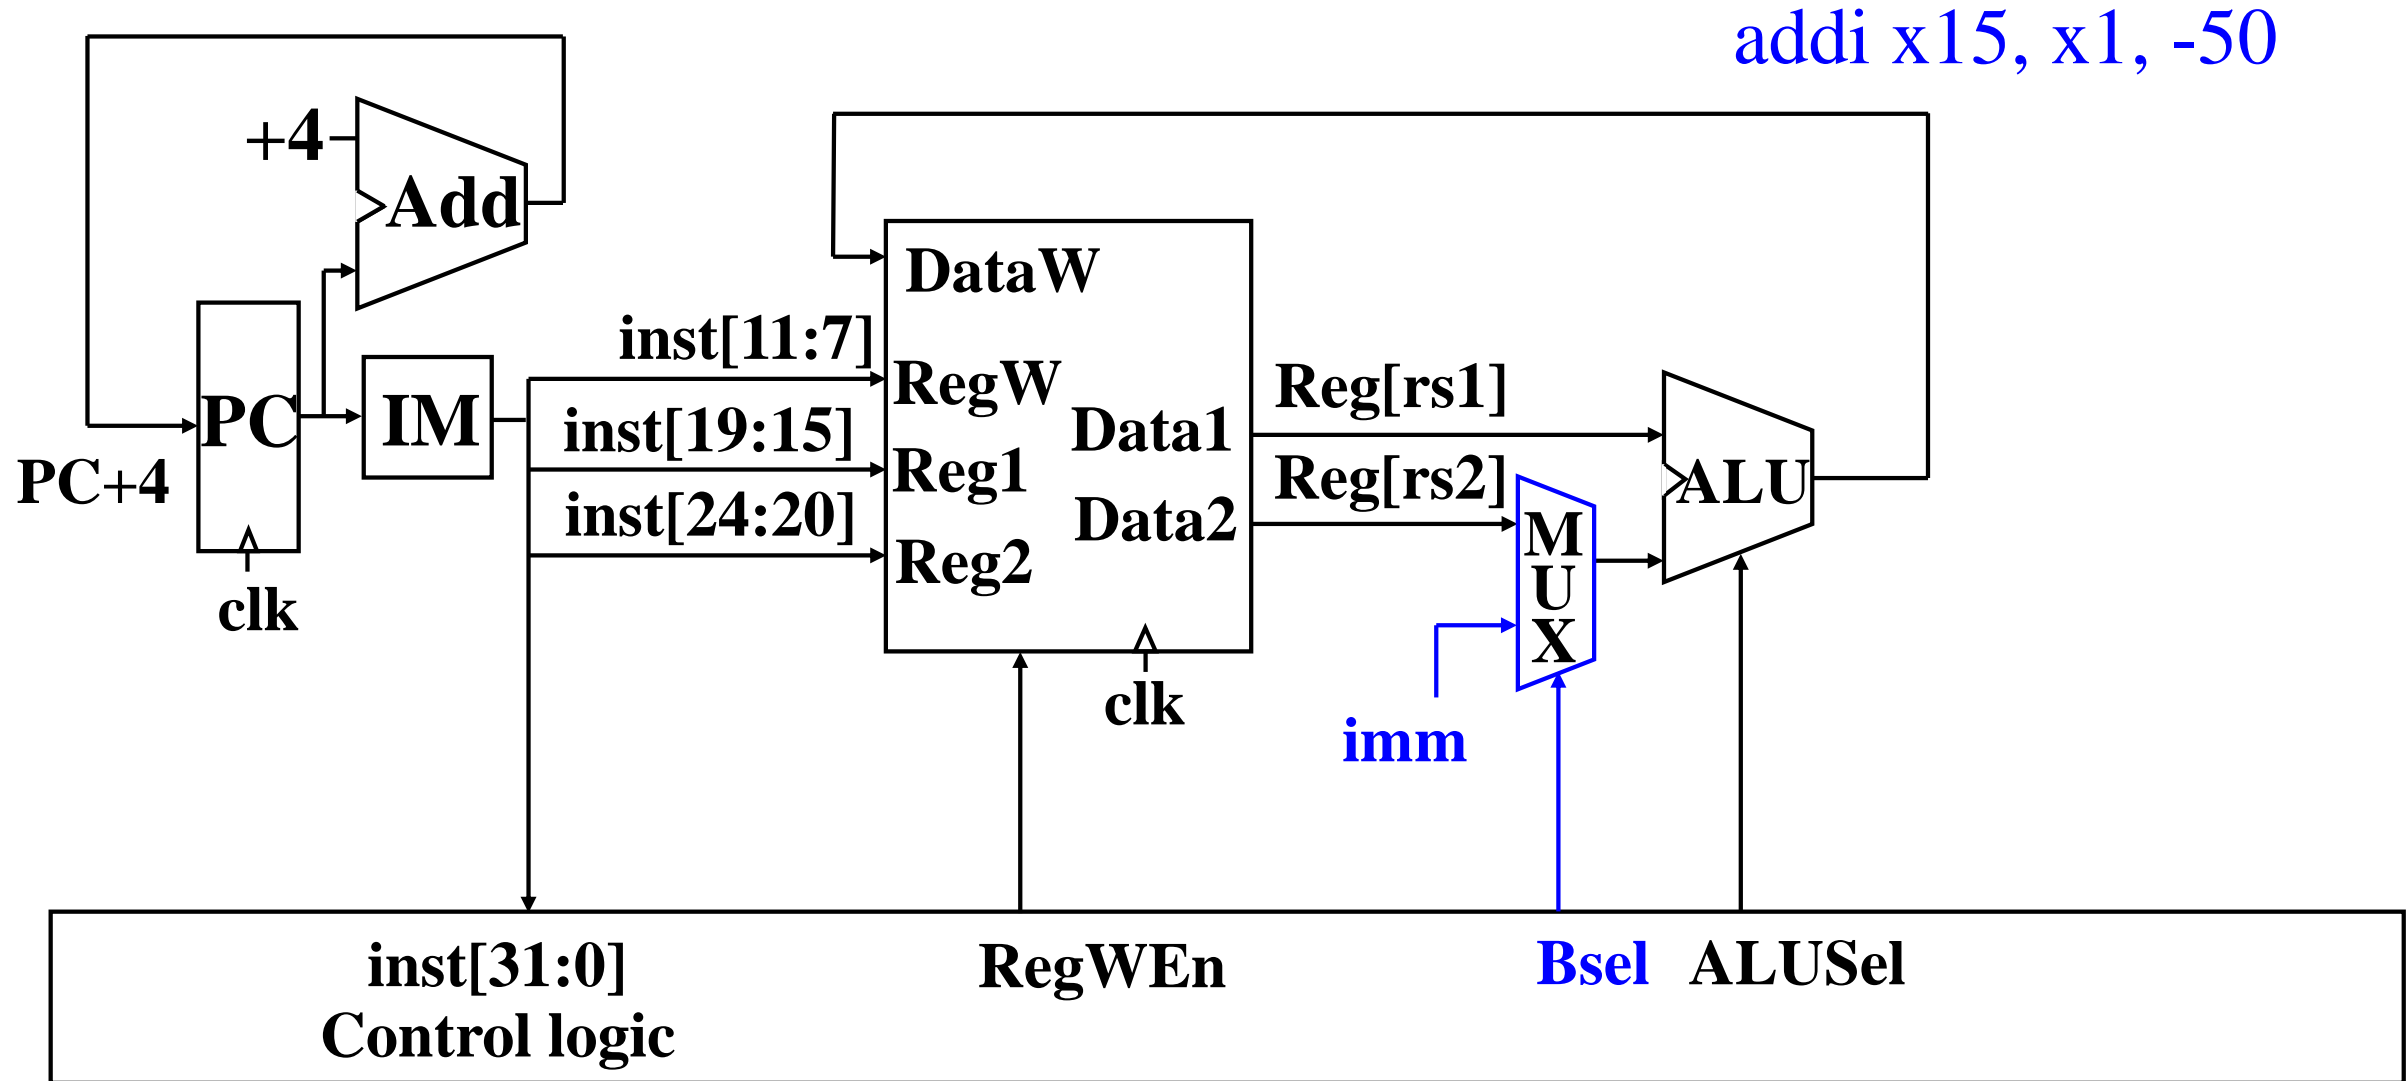 addi x15, x1, -50
+4
Add
DataW
inst[11:7]
RegW
Reg[rs1]
PC
IM
inst[19:15]
Data1
Reg1
Reg[rs2]
ALU
PC+4
inst[24:20]
Data2
Reg2
M
U
X
clk
clk
imm
inst[31:0]
RegWEn
Bsel
ALUSel
Control logic